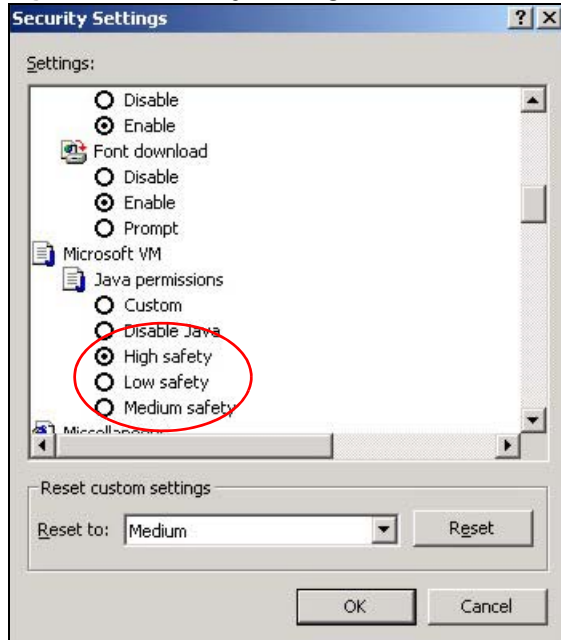 Security Settings
Settings:
Disable
Enable
Font download
Disable
Enable
Prompt
Microsoft VM
Java permissions
Custom
Disable Java
High safety
Low safety
Medium safety
Miscellaneous
Reset custom settings
Reset to: Medium Reset
OK Cancel